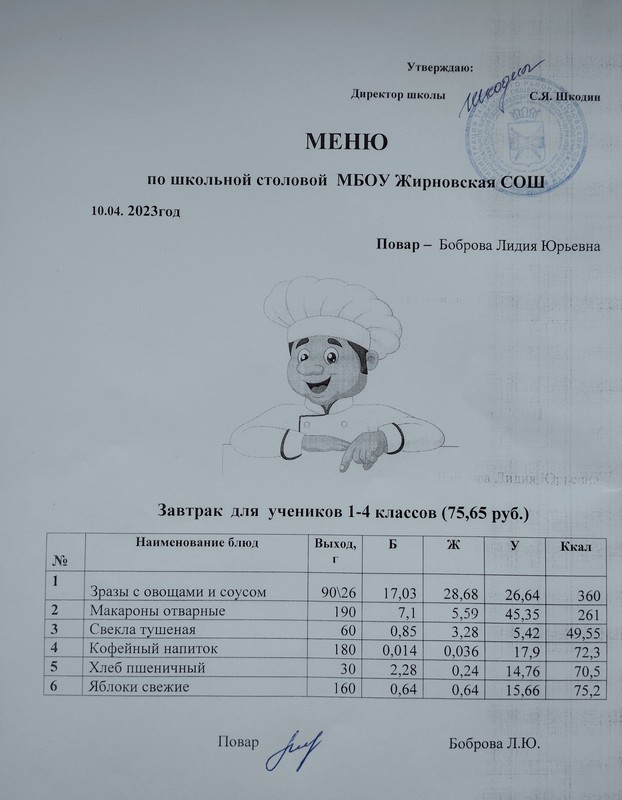 Утверждаю:
Директор школы Шкодин С.Я. Шкодин
МЕНЮ
по школьной столовой МБОУ Жирновская СОШ
10.04. 2023год
Повар – Боброва Лидия Юрьевна
Завтрак для учеников 1-4 классов (75,65 руб.)
№ Наименование блюд Выход, г Б Ж У Ккал
1 Зразы с овощами и соусом 90\26 17,03 28,68 26,64 360
2 Макароны отварные 190 7,1 5,59 45,35 261
3 Свекла тушеная 60 0,85 3,28 5,42 49,55
4 Кофейный напиток 180 0,014 0,036 17,9 72,3
5 Хлеб пшеничный 30 2,28 0,24 14,76 70,5
6 Яблоки свежие 160 0,64 0,64 15,66 75,2
Повар Боброва Л.Ю.